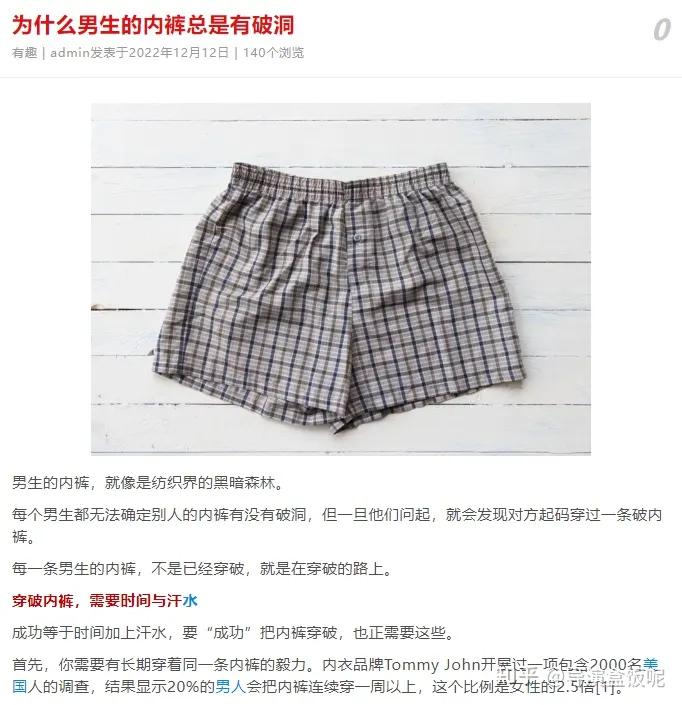 为什么男生的内裤总是有破洞
0
有趣 | admin发表于2022年12月12日 | 140个浏览
男生的内裤，就像是纺织界的黑暗森林。
每个男生都无法确定别人的内裤有没有破洞，但一旦他们问起，就会发现对方起码穿过一条破内
裤。
每一条男生的内裤，不是已经穿破，就是在穿破的路上。
穿破内裤，需要时间与汗水
成功等于时间加上汗水，要“成功”把内裤穿破，也正需要这些。
首先，你需要有长期穿着同一条内裤的毅力。内衣品牌Tommy John开展过一项包含2000名美
国人的调查，结果显示20%的男人会把内裤连续穿一周以上，这个比例是女性的2.5倍[1]。
知乎 @导演盒饭呢